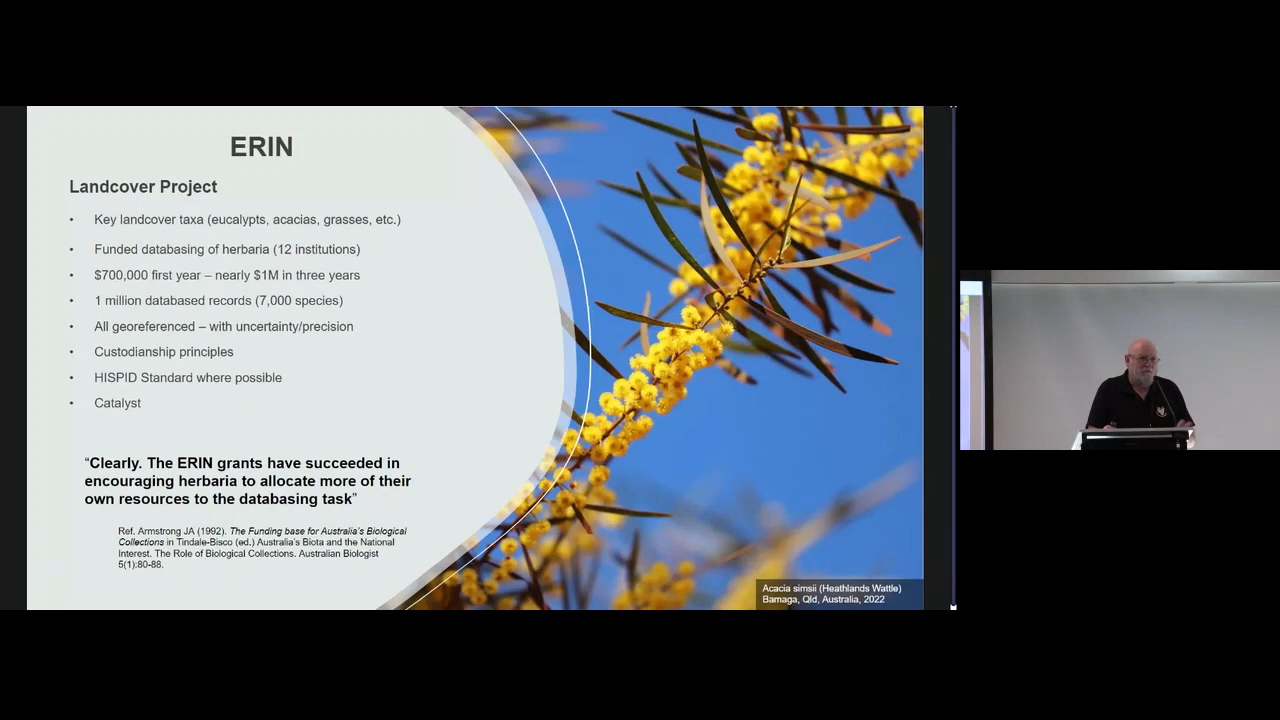 ERIN
Landcover Project
• Key landcover taxa (eucalypts, acacias, grasses, etc.)
• Funded databasing of herbaria (12 institutions)
• $700,000 first year – nearly $1M in three years
• 1 million databased records (7,000 species)
• All georeferenced – with uncertainty/precision
• Custodianship principles
• HISPID Standard where possible
• Catalyst
“Clearly. The ERIN grants have succeeded in
encouraging herbaria to allocate more of their
own resources to the databasing task”
Ref. Armstrong JA (1992). The Funding base for Australia's Biological
Collections in Tindale-Bisco (ed.) Australia's Biota and the National
Interest. The Role of Biological Collections. Australian Biologist
5(1):80-88.
Acacia simsii (Heathlands Wattle)
Bamaga, Qld, Australia, 2022